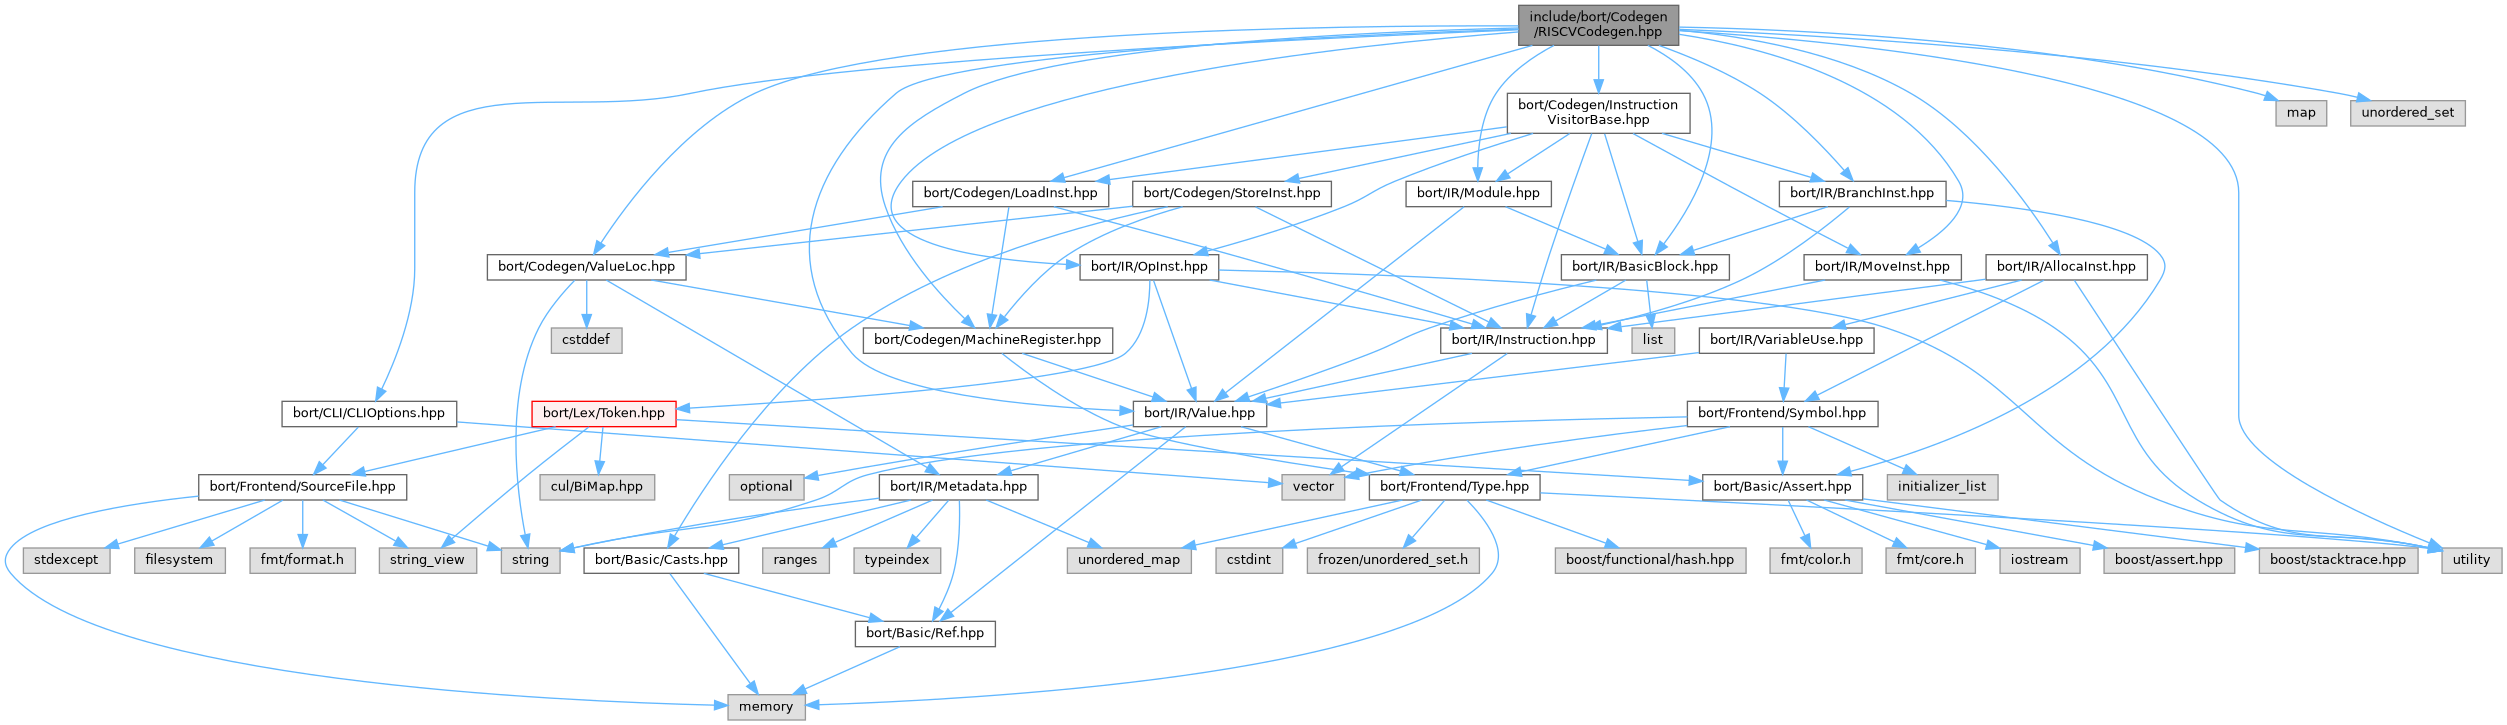 include/bort/Codegen
/RISCVCodegen.hpp
bort/Codegen/Instruction
VisitorBase.hpp
map
unordered_set
bort/Codegen/LoadInst.hpp
bort/Codegen/StoreInst.hpp
bort/IR/Module.hpp
bort/IR/BranchInst.hpp
bort/Codegen/ValueLoc.hpp
bort/IR/OpInst.hpp
bort/IR/BasicBlock.hpp
bort/IR/MoveInst.hpp
bort/IR/AllocaInst.hpp
cstddef
bort/Codegen/MachineRegister.hpp
bort/IR/Instruction.hpp
list
bort/IR/VariableUse.hpp
bort/CLI/CLIOptions.hpp
bort/Lex/Token.hpp
bort/IR/Value.hpp
bort/Frontend/Symbol.hpp
bort/Frontend/SourceFile.hpp
cul/BiMap.hpp
optional
bort/IR/Metadata.hpp
vector
bort/Frontend/Type.hpp
bort/Basic/Assert.hpp
initializer_list
stdexcept
filesystem
fmt/format.h
string_view
string
bort/Basic/Casts.hpp
ranges
typeindex
unordered_map
cstdint
frozen/unordered_set.h
boost/functional/hash.hpp
fmt/color.h
fmt/core.h
iostream
boost/assert.hpp
boost/stacktrace.hpp
utility
bort/Basic/Ref.hpp
memory